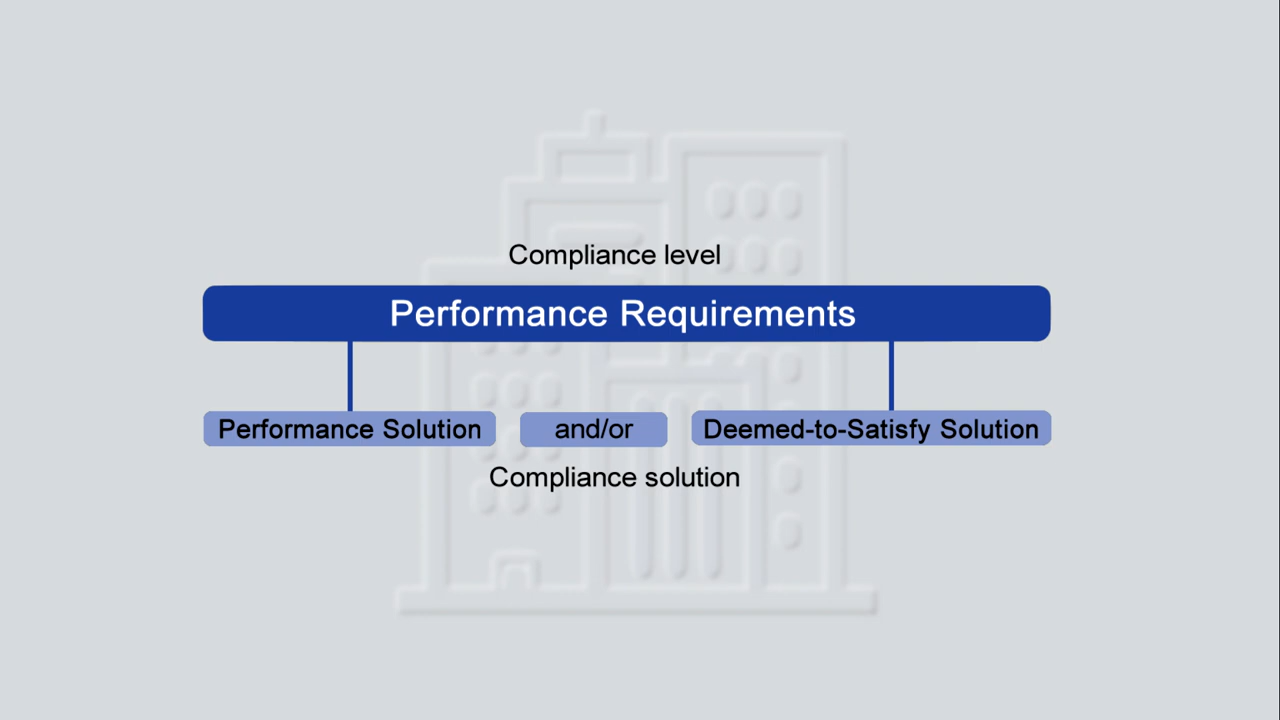 Compliance level
Performance Requirements
Performance Solution and/or Deemed-to-Satisfy Solution
Compliance solution